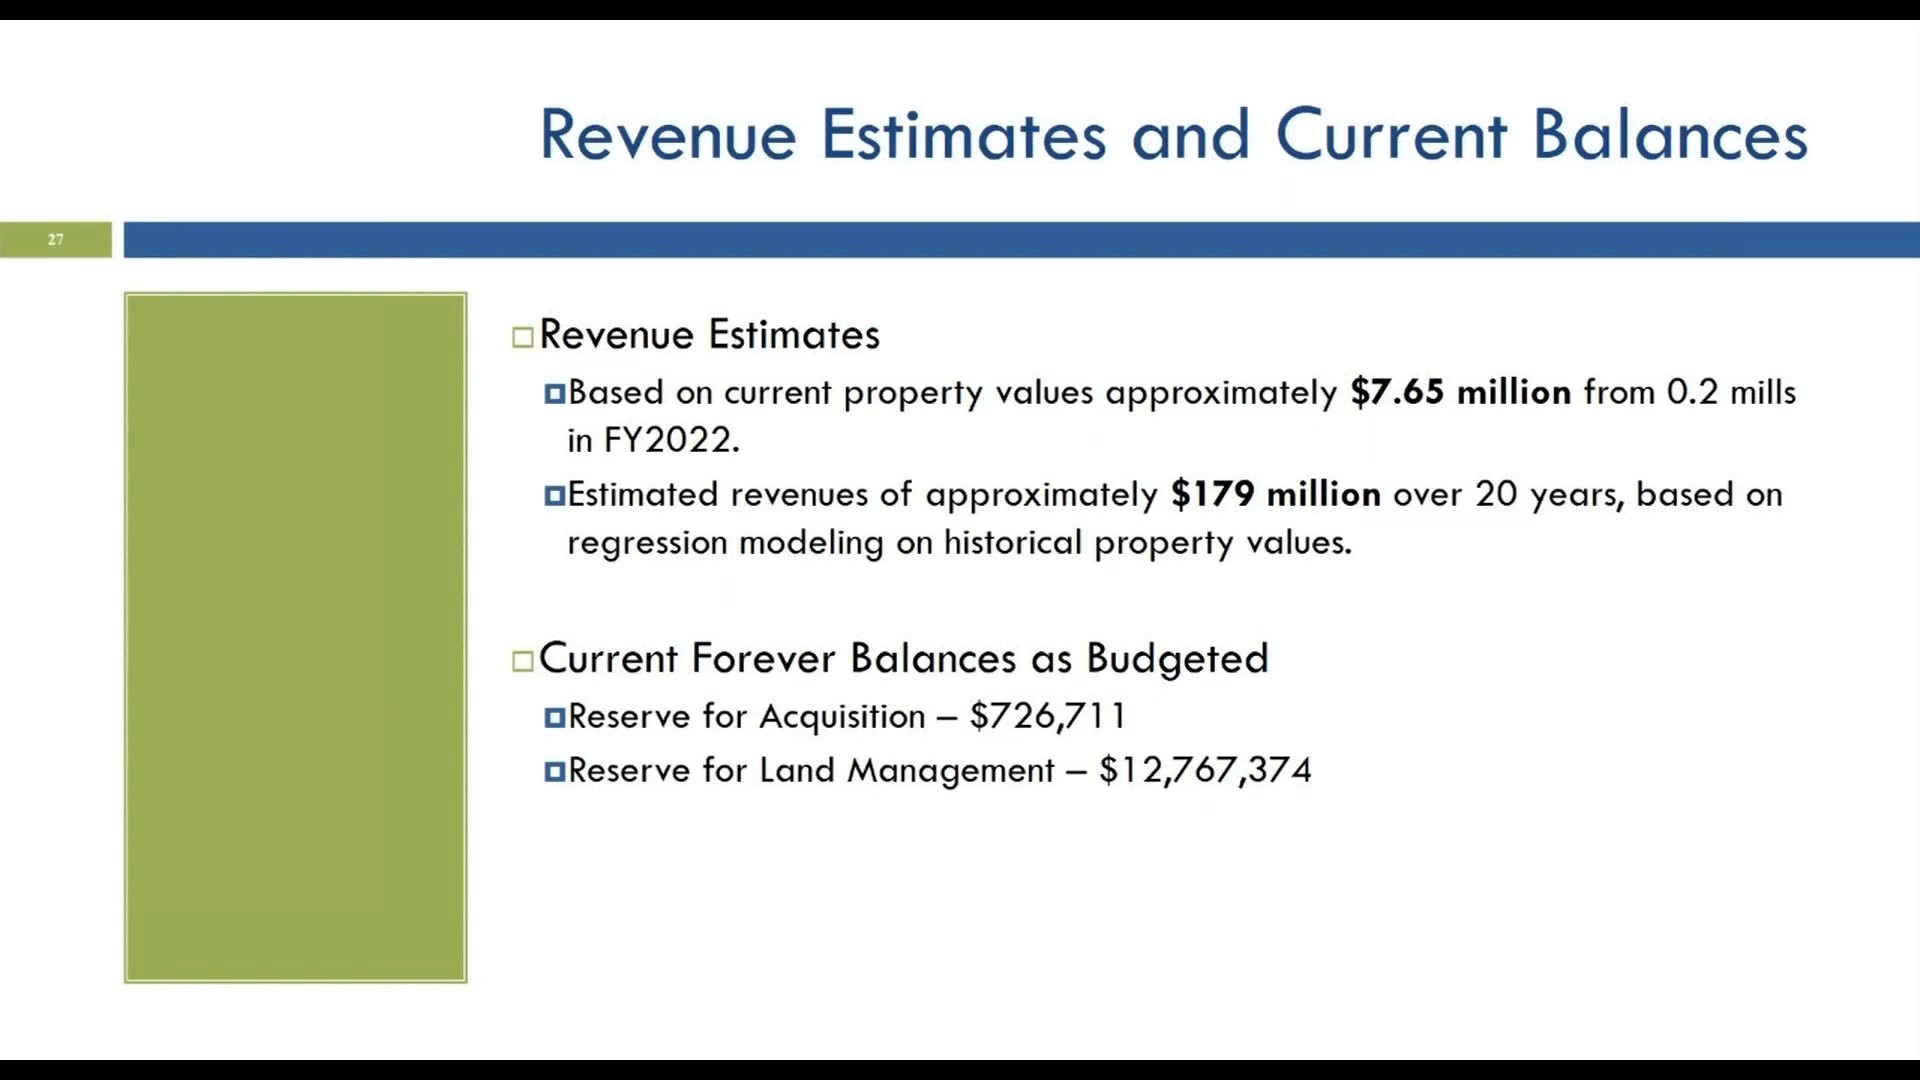 Revenue Estimates and Current Balances
27
Revenue Estimates
Based on current property values approximately $7.65 million from 0.2 mills
in FY2022.
Estimated revenues of approximately $179 million over 20 years, based on
regression modeling on historical property values.
Current Forever Balances as Budgeted
Reserve for Acquisition – $726,711
Reserve for Land Management – $12,767,374